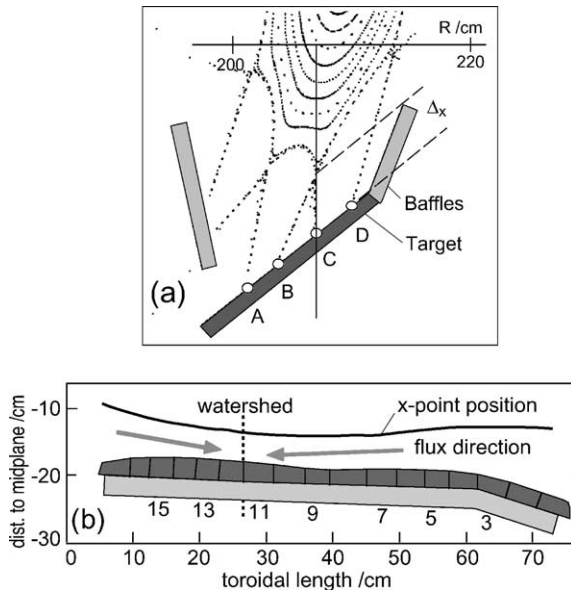 R /cm
200
220
Δx
Baffles
D
Target
C
B
A
(a)
-10
watershed
x-point position
flux direction
-20
(b)
15 13 11 9 7 5 3
-30
0 10 20 30 40 50 60 70
dist. to midplane /cm
toroidal length /cm